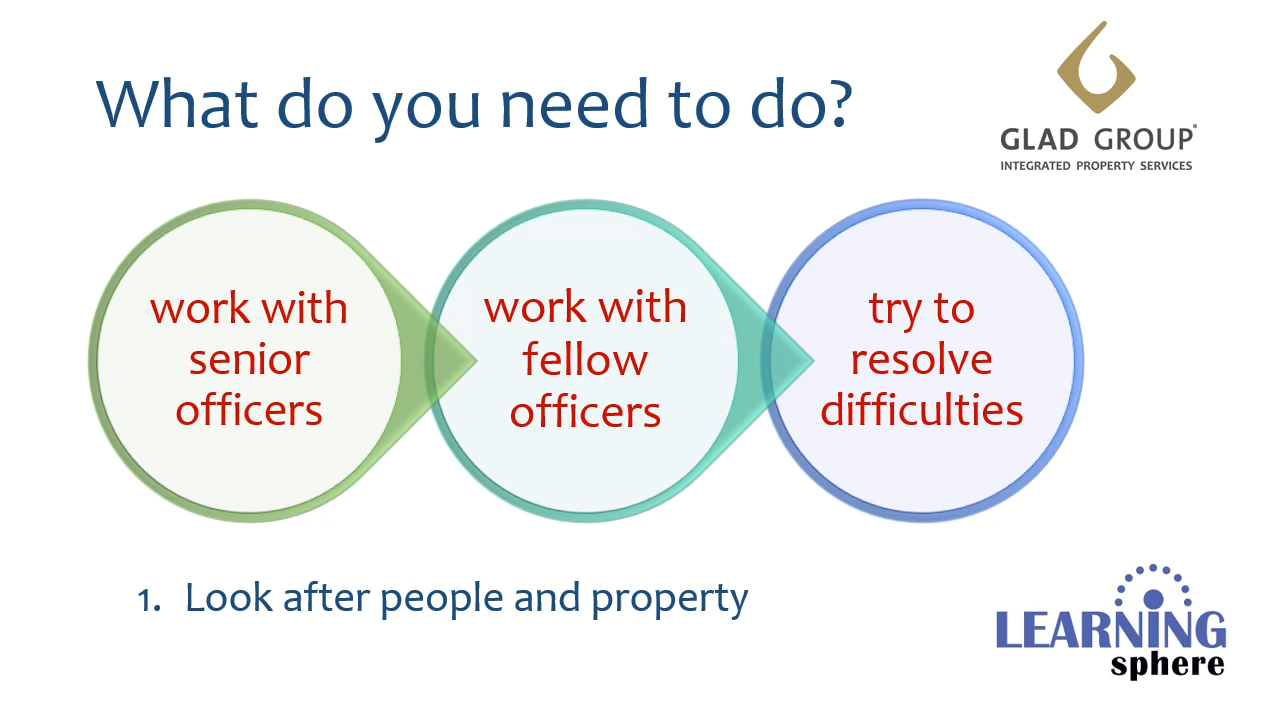 What do you need to do?
GLAD GROUP®
INTEGRATED PROPERTY SERVICES
work with
senior
officers
work with
fellow
officers
try to
resolve
difficulties
1. Look after people and property
LEARNING
sphere